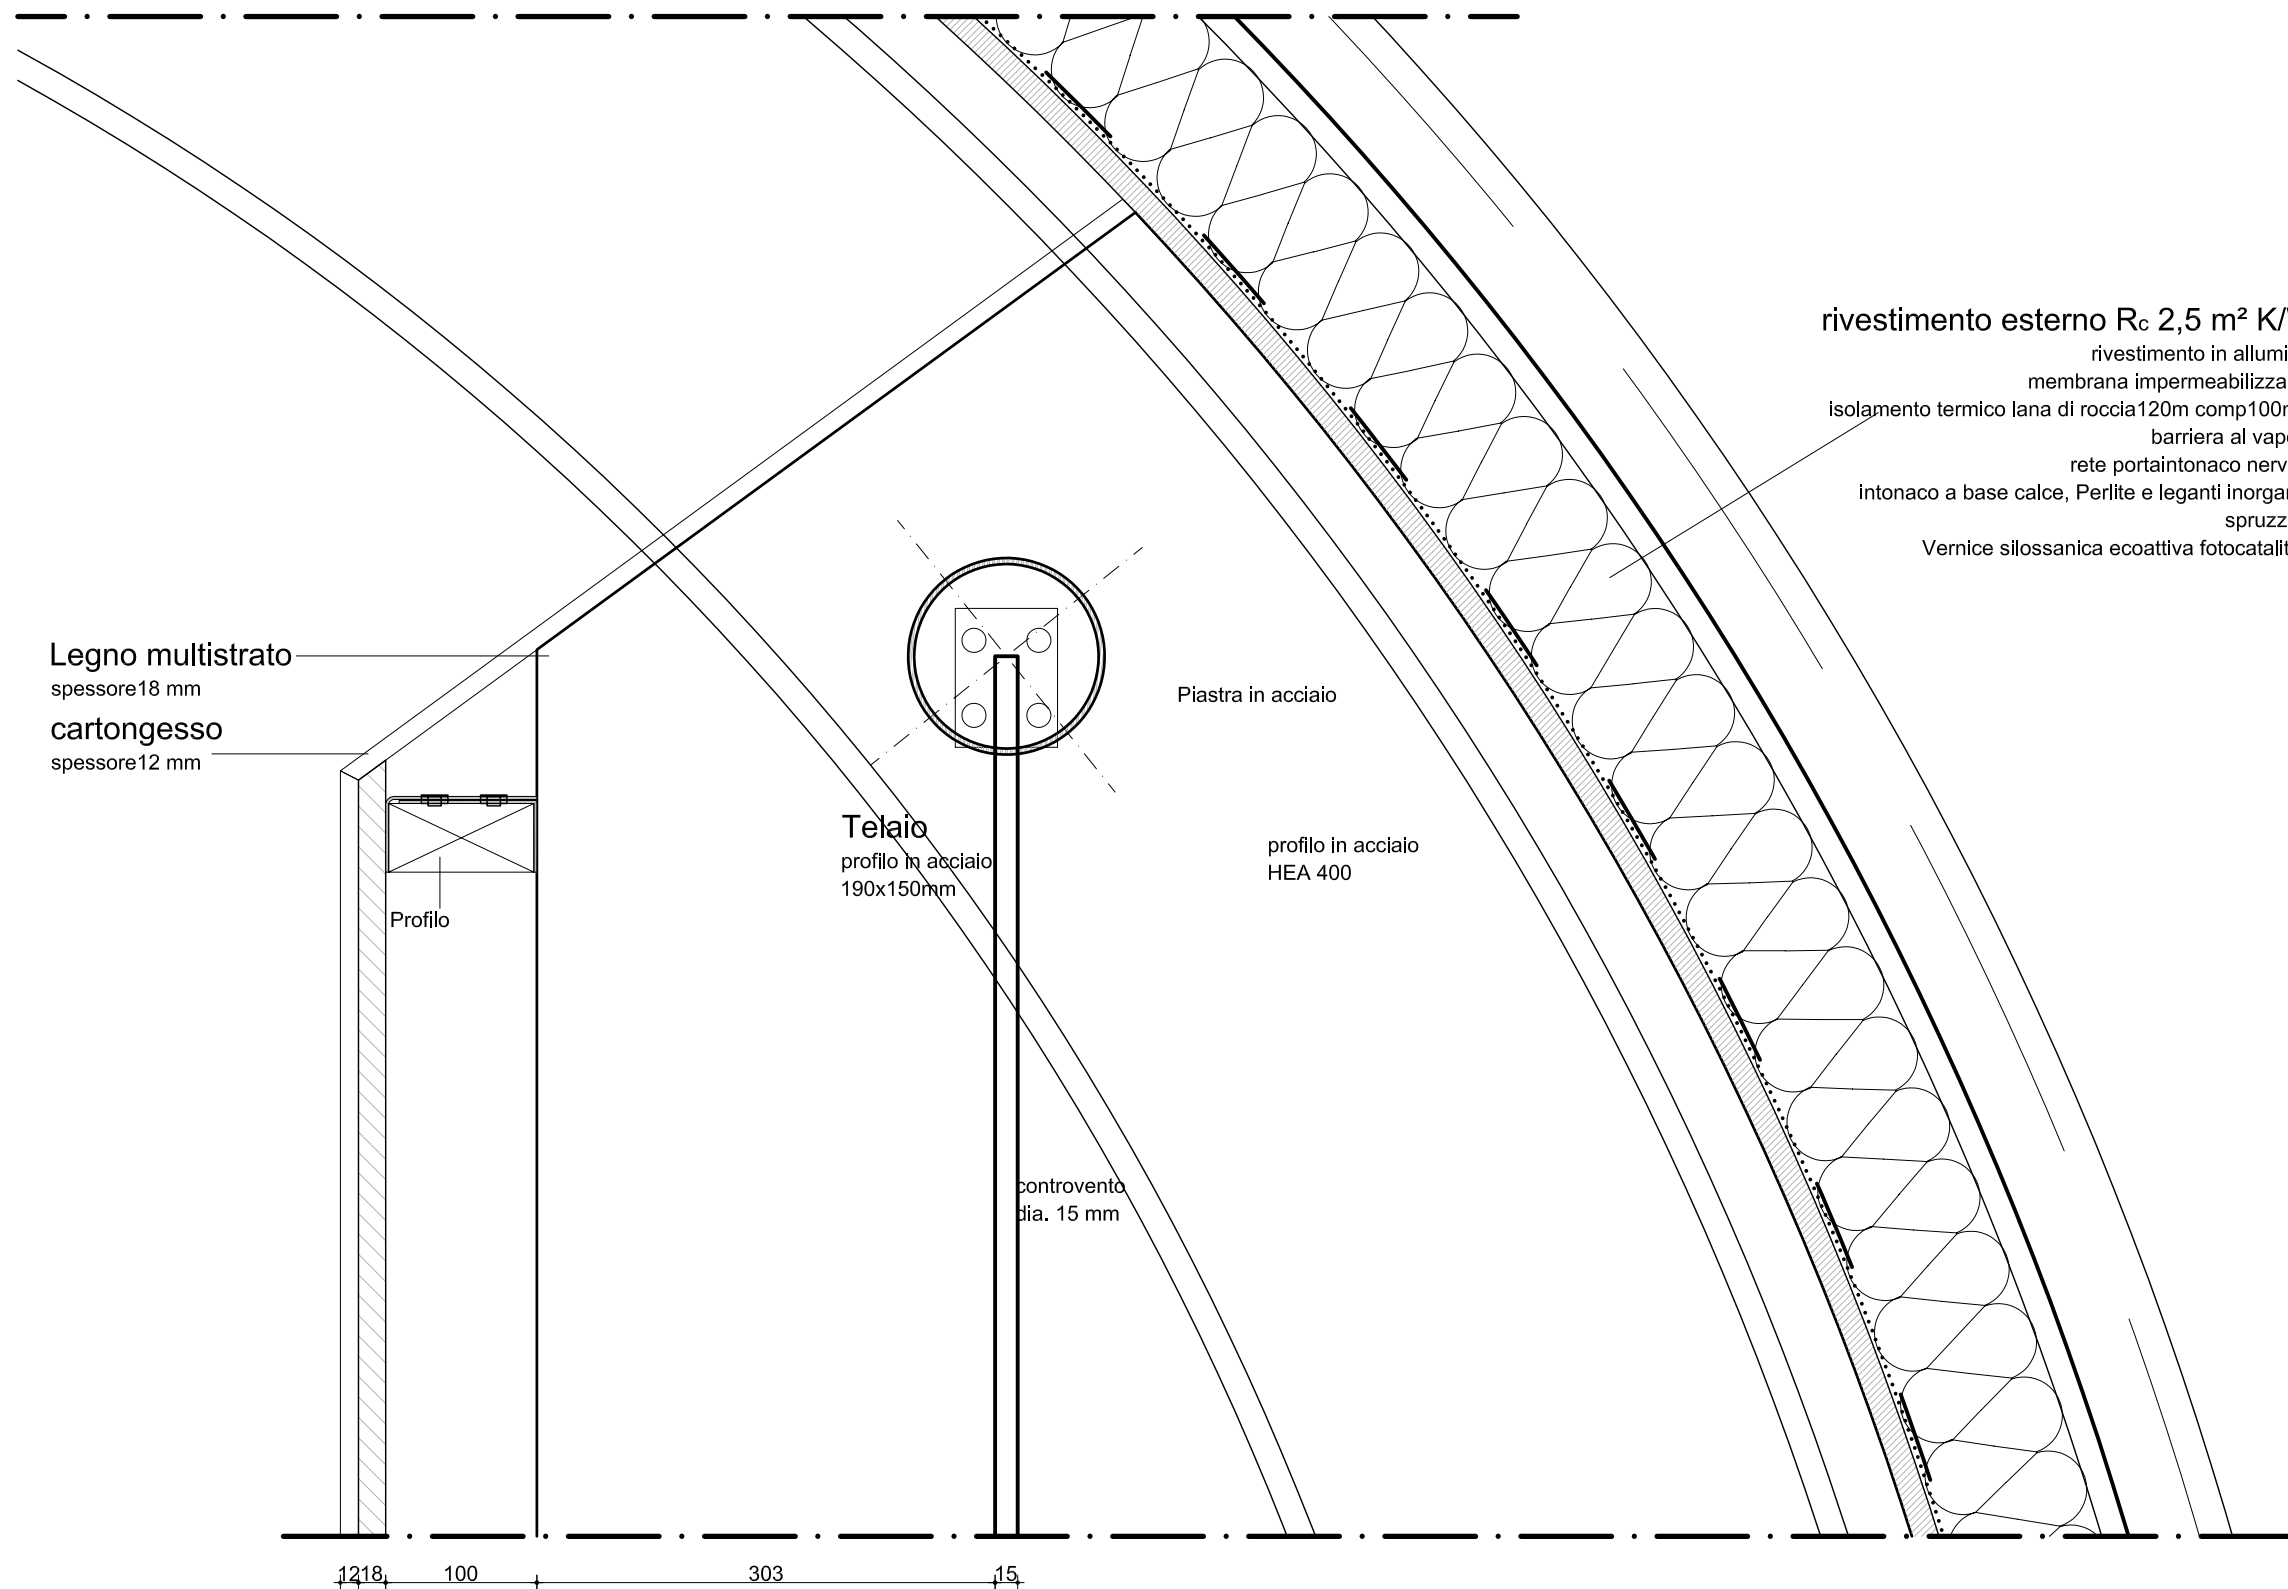 rivestimento esterno Rc 2,5 m² K/
rivestimento in allumi
membrana impermeabilizza
isolamento termico lana di roccia120m comp100
barriera al vap
rete portaintonaco nerv
intonaco a base calce, Perlite e leganti inorga
spruzz
Vernice silossanica ecoattiva fotocatalit
Legno multistrato
spessore18 mm
cartongesso
spessore12 mm
Piastra in acciaio
Telaio
profilo in acciaio
190x150mm
profilo in acciaio
HEA 400
Profilo
controvento
dia. 15 mm
12 18 100 303 15